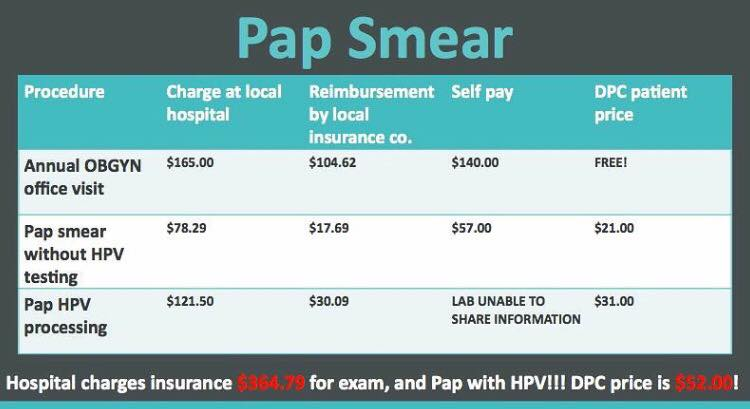 Pap Smear
Procedure Charge at local hospital Reimbursement by local insurance co. Self pay DPC patient price
Annual OBGYN office visit $165.00 $104.62 $140.00 FREE!
Pap smear without HPV testing $78.29 $17.69 $57.00 $21.00
Pap HPV processing $121.50 $30.09 LAB UNABLE TO SHARE INFORMATION $31.00
Hospital charges insurance $364.79 for exam, and Pap with HPV!!! DPC price is $52.00!